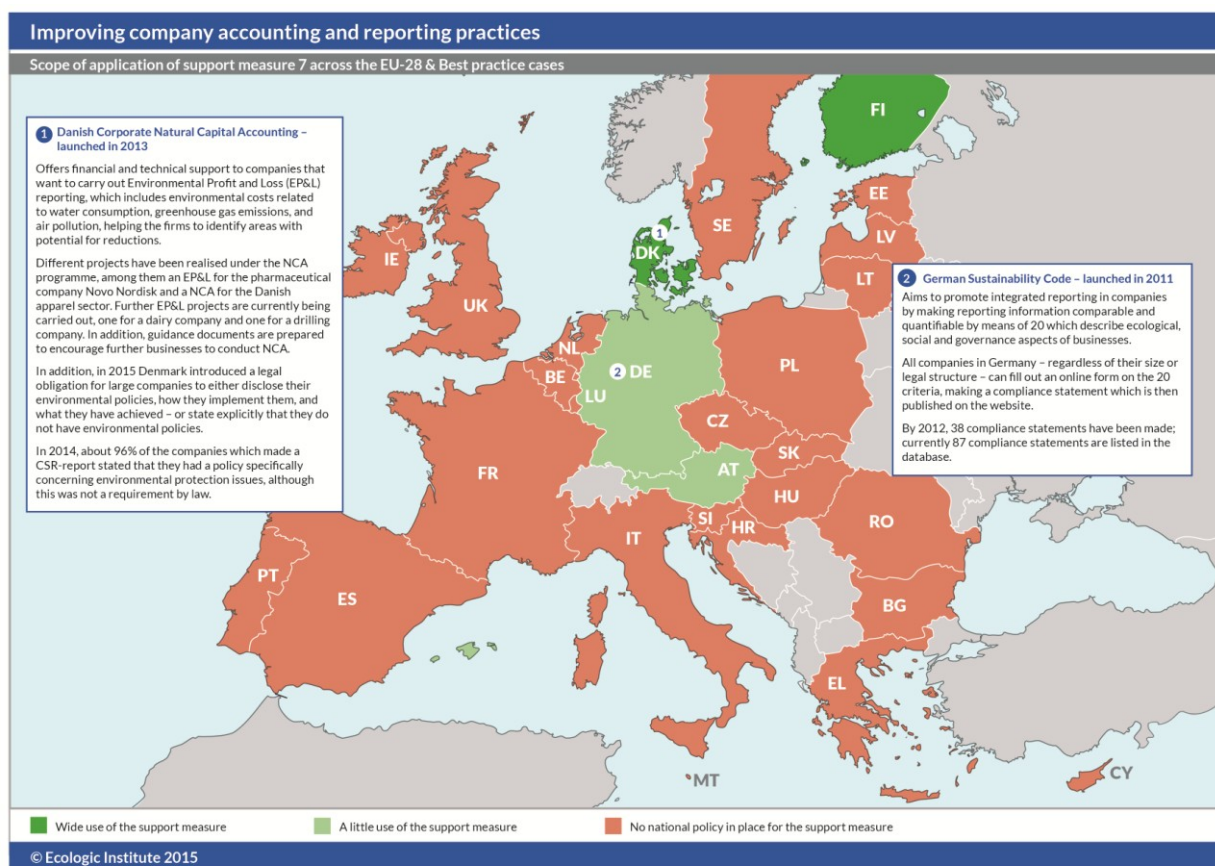 Improving company accounting and reporting practices
Scope of application of support measure 7 across the EU-28 & Best practice cases
1 Danish Corporate Natural Capital Accounting –
launched in 2013
Offers financial and technical support to companies that
want to carry out Environmental Profit and Loss (EP&L)
reporting, which includes environmental costs related
to water consumption, greenhouse gas emissions, and
air pollution, helping the firms to identify areas with
potential for reductions.
Different projects have been realised under the NCA
programme, among them an EP&L for the pharmaceutical
company Novo Nordisk and a NCA for the Danish
apparel sector. Further EP&L projects are currently being
carried out, one for a dairy company and one for a drilling
company. In addition, guidance documents are prepared
to encourage further businesses to conduct NCA.
In addition, in 2015 Denmark introduced a legal
obligation for large companies to either disclose their
environmental policies, how they implement them, and
what they have achieved – or state explicitly that they do
not have environmental policies.
In 2014, about 96% of the companies which made a
CSR-report stated that they had a policy specifically
concerning environmental protection issues, although
this was not a requirement by law.
FI
EE
SE
1
LV
DK
LT
2 German Sustainability Code – launched in 2011
Aims to promote integrated reporting in companies
by making reporting information comparable and
quantifiable by means of 20 which describe ecological,
social and governance aspects of businesses.
All companies in Germany – regardless of their size or
legal structure – can fill out an online form on the 20
criteria, making a compliance statement which is then
published on the website.
By 2012, 38 compliance statements have been made;
currently 87 compliance statements are listed in the
database.
IE
UK
NL
PL
BE
2 DE
LU
CZ
SK
AT
FR
HU
SI
HR
RO
IT
PT
ES
BG
EL
MT
CY
Wide use of the support measure
A little use of the support measure
No national policy in place for the support measure
© Ecologic Institute 2015